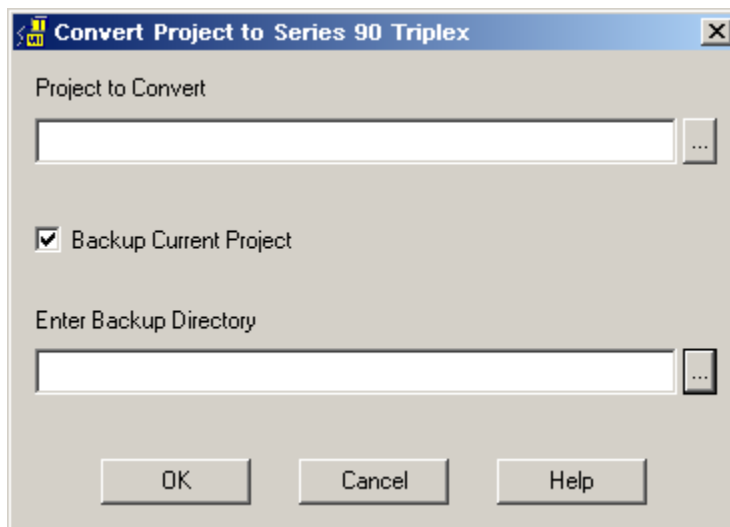 Convert Project to Series 90 Triplex
Project to Convert
...
Backup Current Project
Enter Backup Directory
...
OK Cancel Help